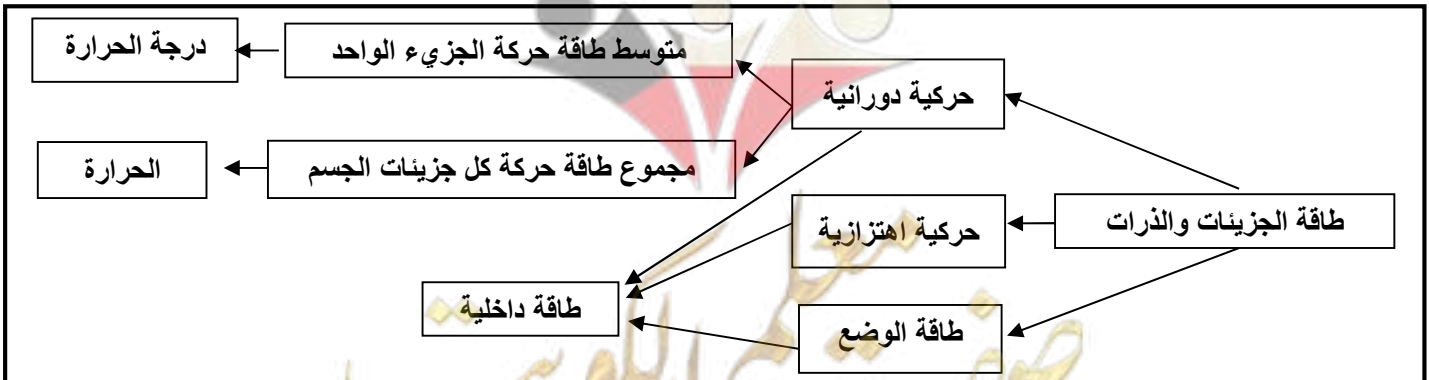 درجة الحرارة
متوسط طاقة حركة الجزيء الواحد
حركية دورانية
الحرارة
مجموع طاقة حركة كل جزيئات الجسم
طاقة الجزيئات والذرات
حركية اهتزازية
طاقة داخلية
طاقة الوضع